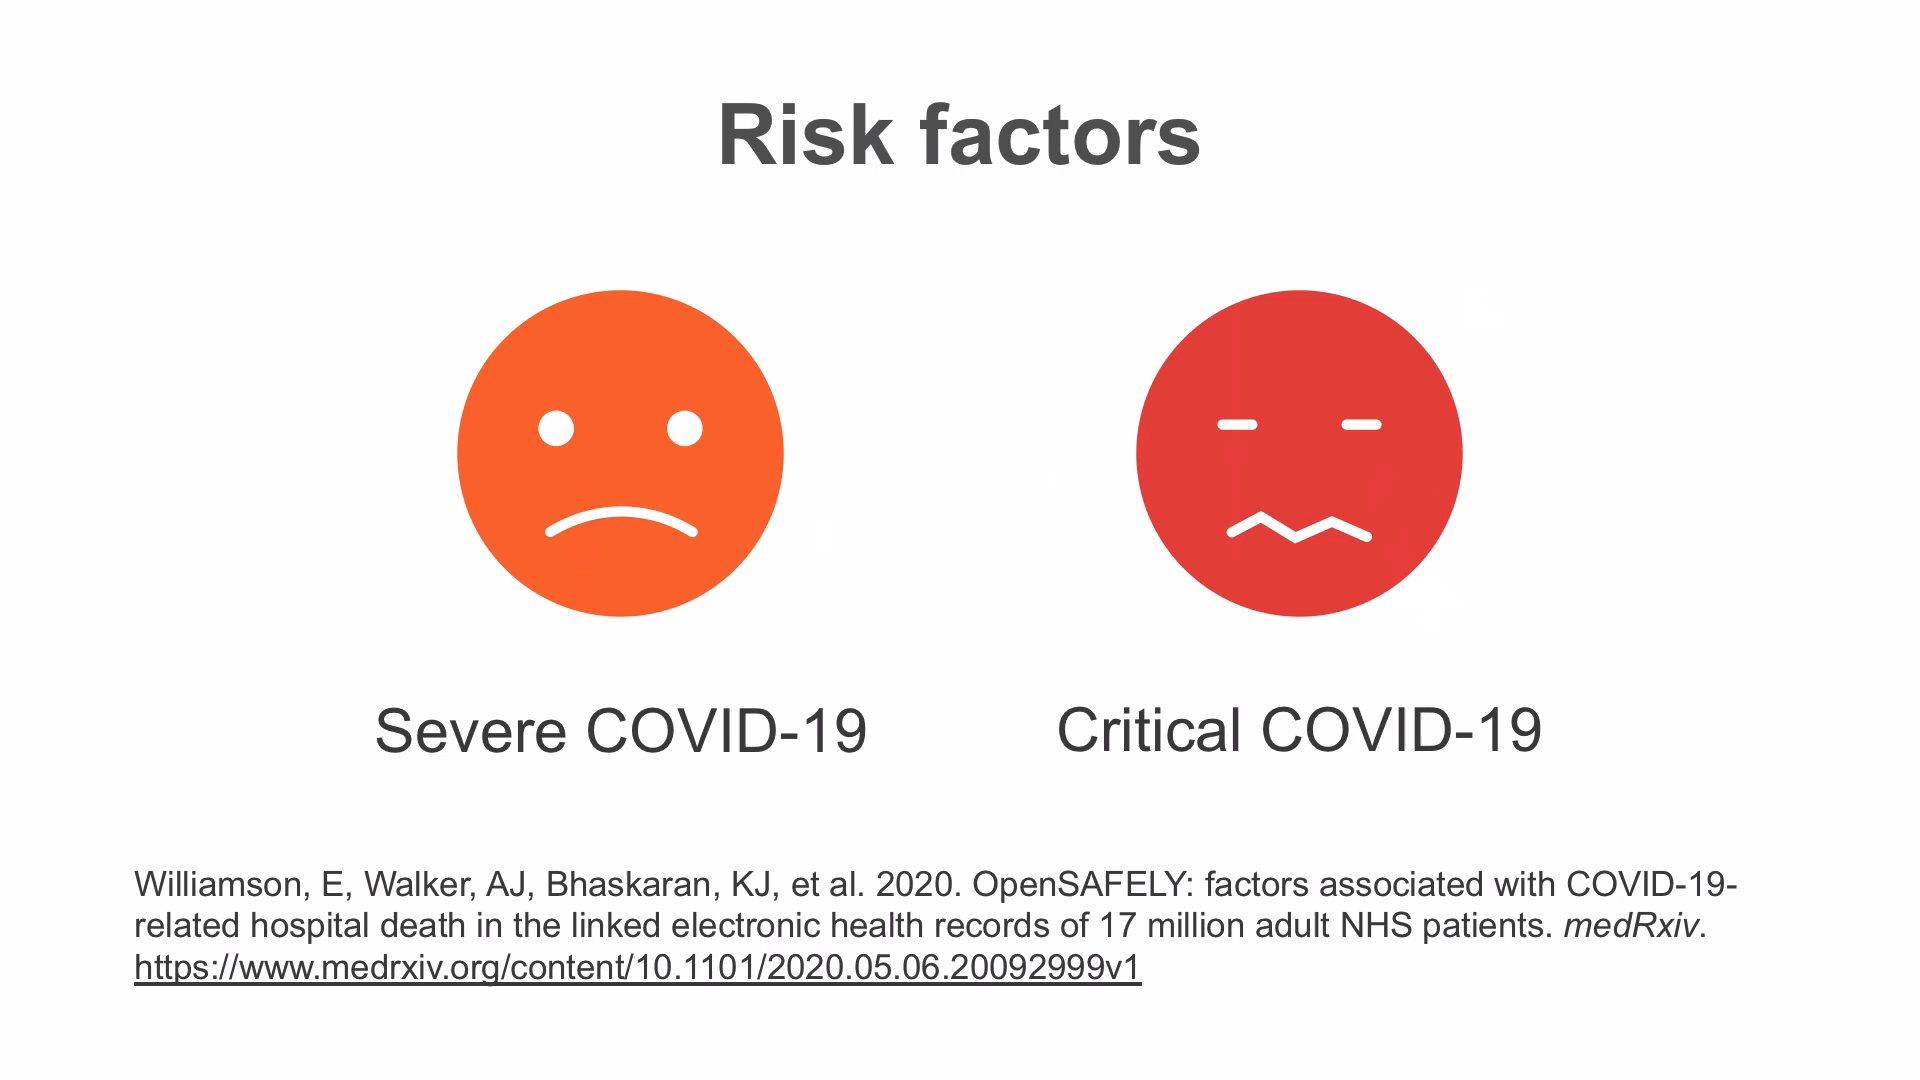 Risk factors
Severe COVID-19
Critical COVID-19
Williamson, E, Walker, AJ, Bhaskaran, KJ, et al. 2020. OpenSAFELY: factors associated with COVID-19-
related hospital death in the linked electronic health records of 17 million adult NHS patients. medRxiv.
https://www.medrxiv.org/content/10.1101/2020.05.06.20092999v1